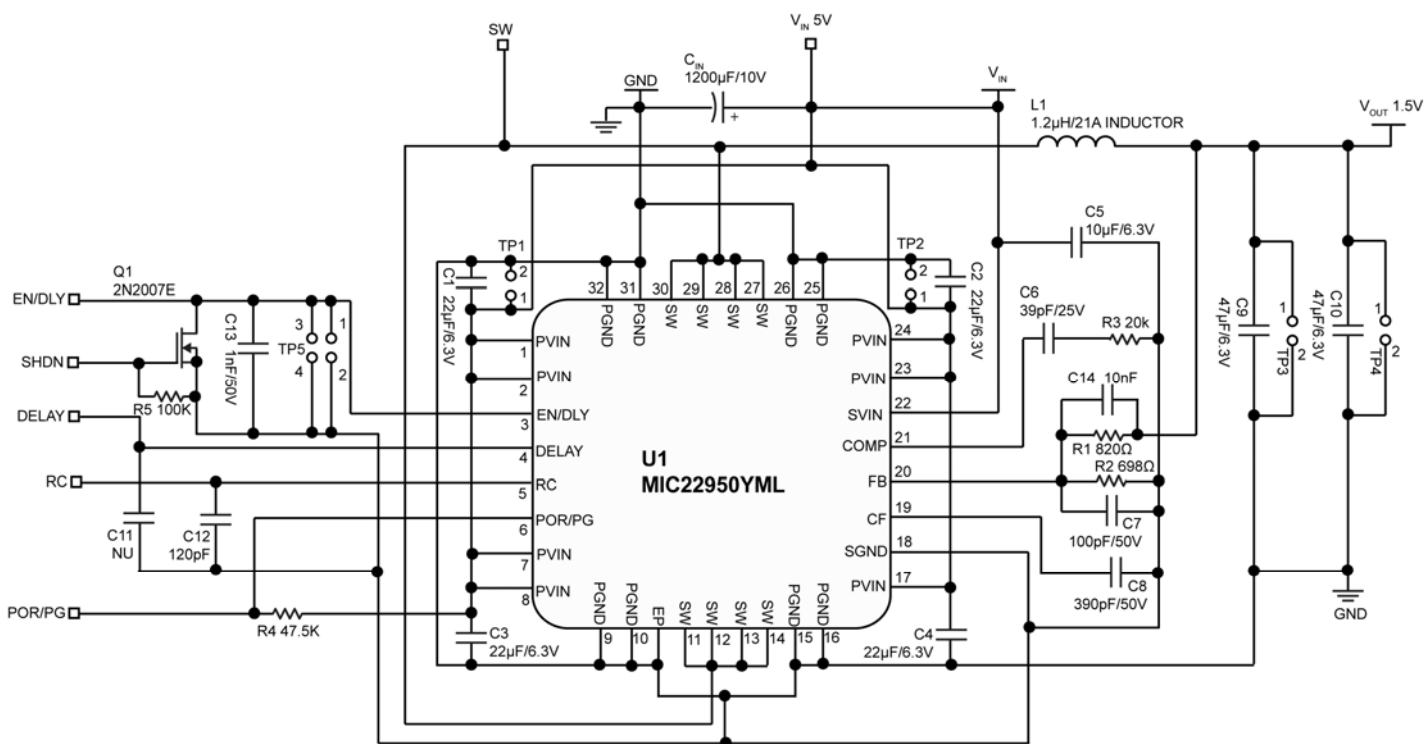 SW
V_IN 5V
C_IN
1200µF/10V
+
GND
V_IN
L1
1.2µH/21A INDUCTOR
V_OUT 1.5V
C5
10µF/6.3V
TP1
2
1
TP2
2
1
C1
22µF/6.3V
C2
22µF/6.3V
Q1
2N2007E
EN/DLY
SHDN
R5 100K
C13
1nF/50V
3
1
TP5
4
2
DELAY
RC
C11
NU
C12
120pF
POR/PG
R4 47.5K
32 31 30 29 28 27 26 25
PGND PGND SW SW SW SW PGND PGND
PVIN
1
PVIN
2
EN/DLY
3
DELAY
4
RC
5
POR/PG
6
PVIN
7
PVIN
8
U1
MIC22950YML
PVIN
24
PVIN
23
SVIN
22
COMP
21
FB
20
CF
19
SGND
18
PVIN
17
PGND PGND EP SW SW SW SW PGND PGND
9 10 11 12 13 14 15 16
C3
22µF/6.3V
C4
22µF/6.3V
C6
39pF/25V
R3 20k
C14 10nF
R1 820Ω
R2 698Ω
C7
100pF/50V
C8
390pF/50V
C9
47µF/6.3V
1
2
TP3
C10
47µF/6.3V
1
2
TP4
GND